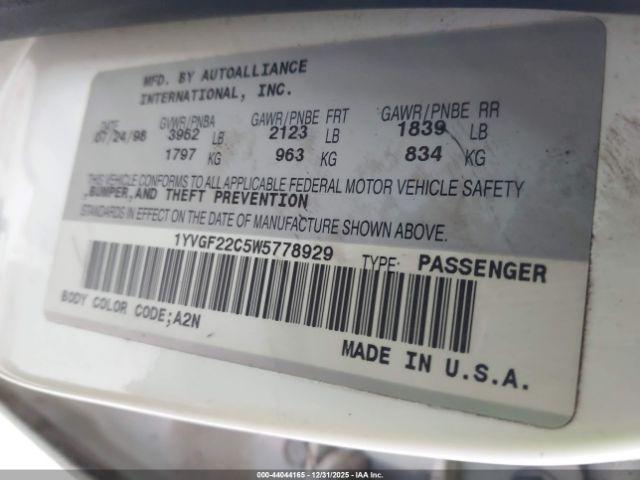 MFD. BY AUTOALLIANCE
INTERNATIONAL, INC.
DATE GVWR/PNBA GAWR/PNBE FRT GAWR/PNBE RR
07/24/98 3962 LB 2123 LB 1839 LB
1797 KG 963 KG 834 KG
THIS VEHICLE CONFORMS TO ALL APPLICABLE FEDERAL MOTOR VEHICLE SAFETY
,BUMPER,AND THEFT PREVENTION
STANDARDS IN EFFECT ON THE DATE OF MANUFACTURE SHOWN ABOVE.
1YVGF22C5W5778929 TYPE: PASSENGER
BODY COLOR CODE;A2N
MADE IN U.S.A.
000-44044165 - 12/31/2025 - IAA Inc.